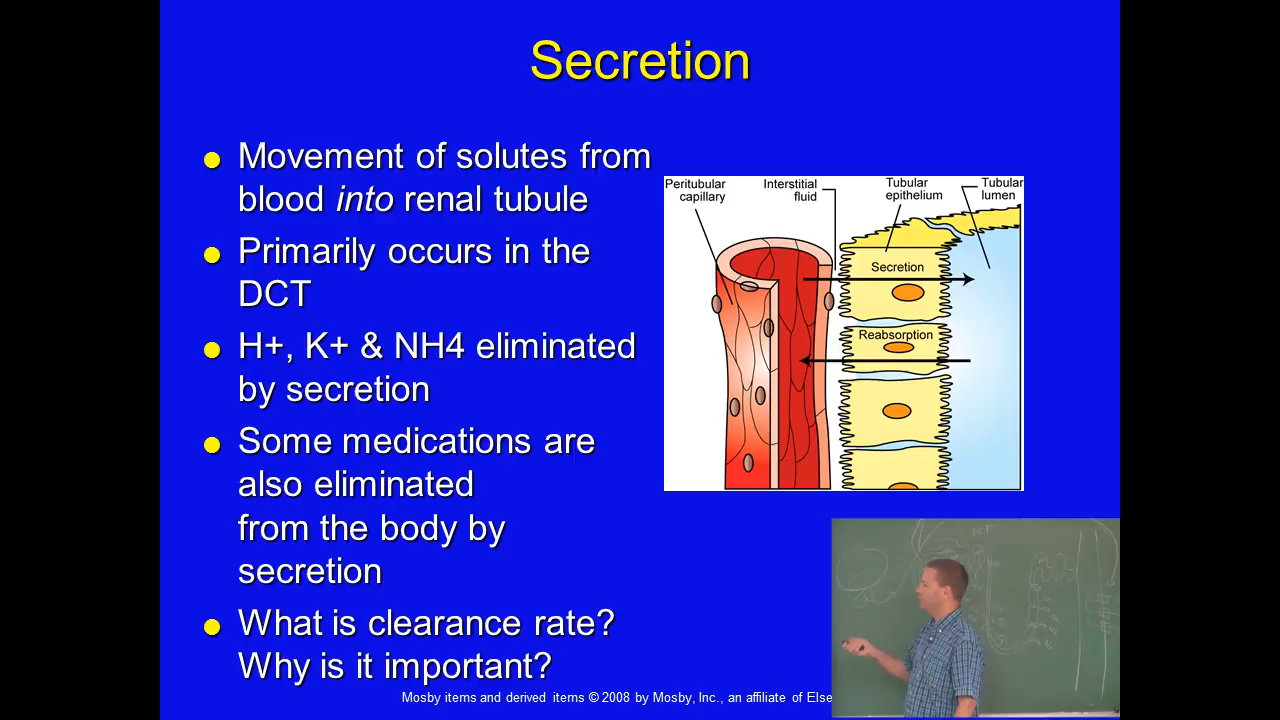 Secretion
Movement of solutes from
blood into renal tubule
Primarily occurs in the
DCT
H+, K+ & NH4 eliminated
by secretion
Some medications are
also eliminated
from the body by
secretion
What is clearance rate?
Why is it important?
Peritubular
capillary
Interstitial
fluid
Tubular
epithelium
Tubular
lumen
Secretion
Reabsorption
Mosby items and derived items © 2008 by Mosby, Inc., an affiliate of Else